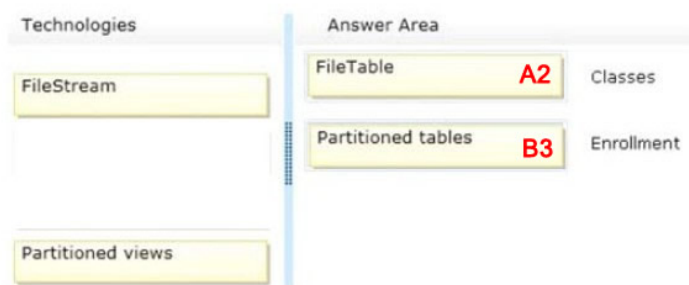 Technologies
Answer Area
FileStream
FileTable A2 Classes
Partitioned tables B3 Enrollment
Partitioned views